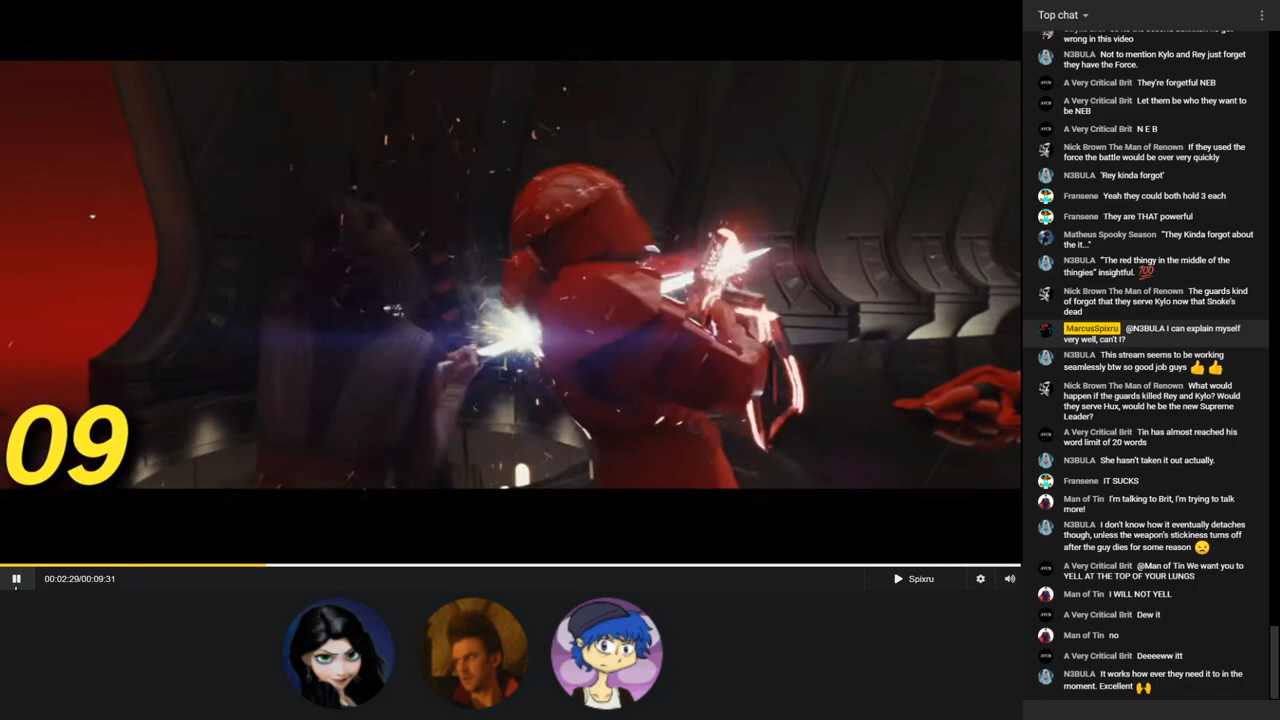 Top chat
wrong in this video
N3BULA Not to mention Kylo and Rey just forget
they have the Force.
A Very Critical Brit They're forgetful NEB
A Very Critical Brit Let them be who they want to
be NEB
A Very Critical Brit N E B
Nick Brown The Man of Renown If they used the
force the battle would be over very quickly
N3BULA 'Rey kinda forgot'
Fransene Yeah they could both hold 3 each
Fransene They are THAT powerful
Matheus Spooky Season "They Kinda forgot about
the it..."
N3BULA "The red thingy in the middle of the
thingies" insightful. 💯
Nick Brown The Man of Renown The guards kind
of forgot that they serve Kylo now that Snoke's
dead
MarcusSpixru @N3BULA I can explain myself
very well, can't I?
N3BULA This stream seems to be working
seamlessly btw so good job guys 👍👍
Nick Brown The Man of Renown What would
happen if the guards killed Rey and Kylo? Would
they serve Hux, would he be the new Supreme
Leader?
A Very Critical Brit Tin has almost reached his
word limit of 20 words
N3BULA She hasn't taken it out actually.
Fransene IT SUCKS
Man of Tin I'm talking to Brit, I'm trying to talk
more!
N3BULA I don't know how it eventually detaches
though, unless the weapon's stickiness turns off
after the guy dies for some reason 😒
A Very Critical Brit @Man of Tin We want you to
YELL AT THE TOP OF YOUR LUNGS
Man of Tin I WILL NOT YELL
A Very Critical Brit Dew it
Man of Tin no
A Very Critical Brit Deeeeww itt
N3BULA It works how ever they need it to in the
moment. Excellent 🙌
09
00:02:29/00:09:31
Spixru